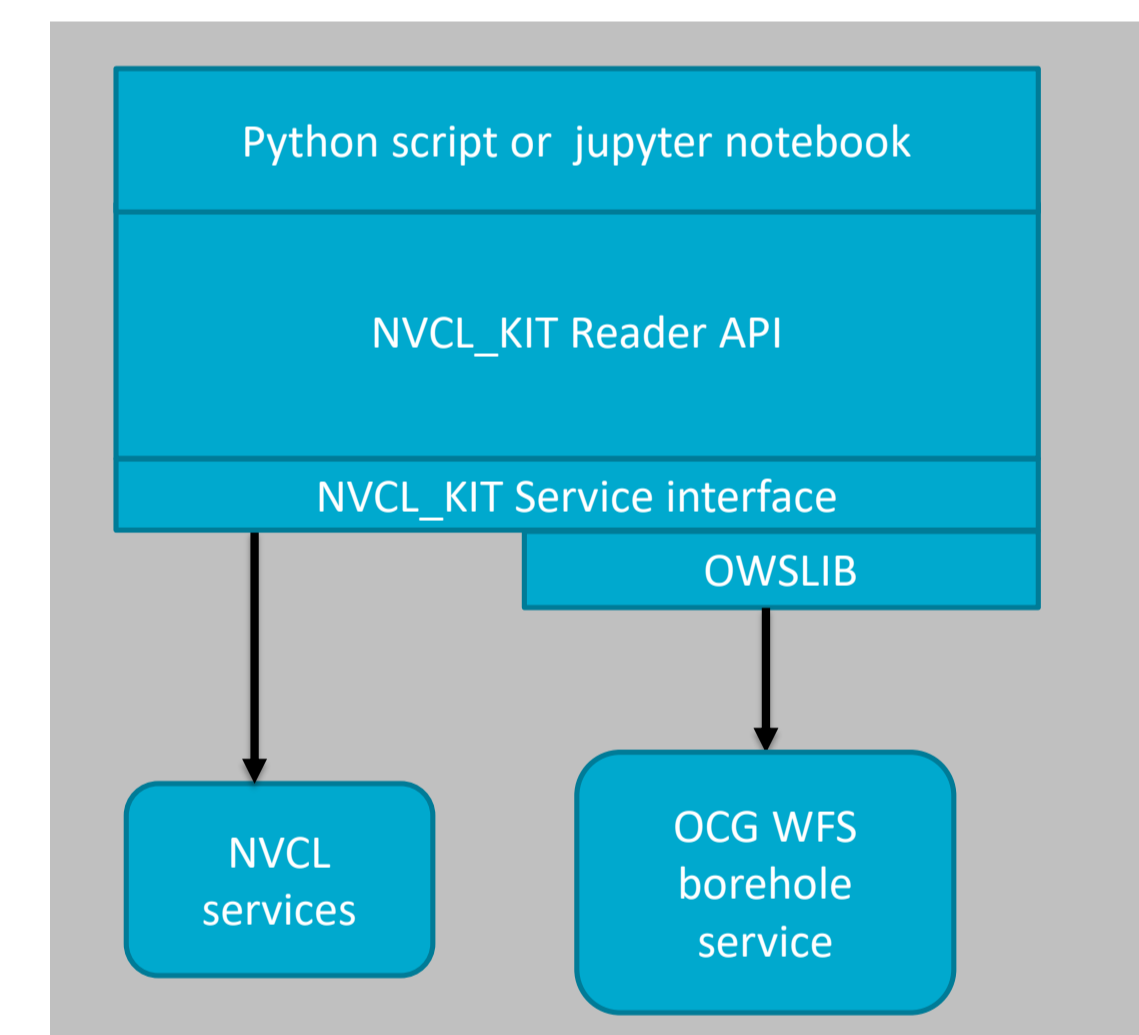 Python script or  jupyter notebook
NVCL_KIT Reader API
NVCL_KIT Service interface
OWSLIB
NVCL
services
OCG WFS
borehole
service